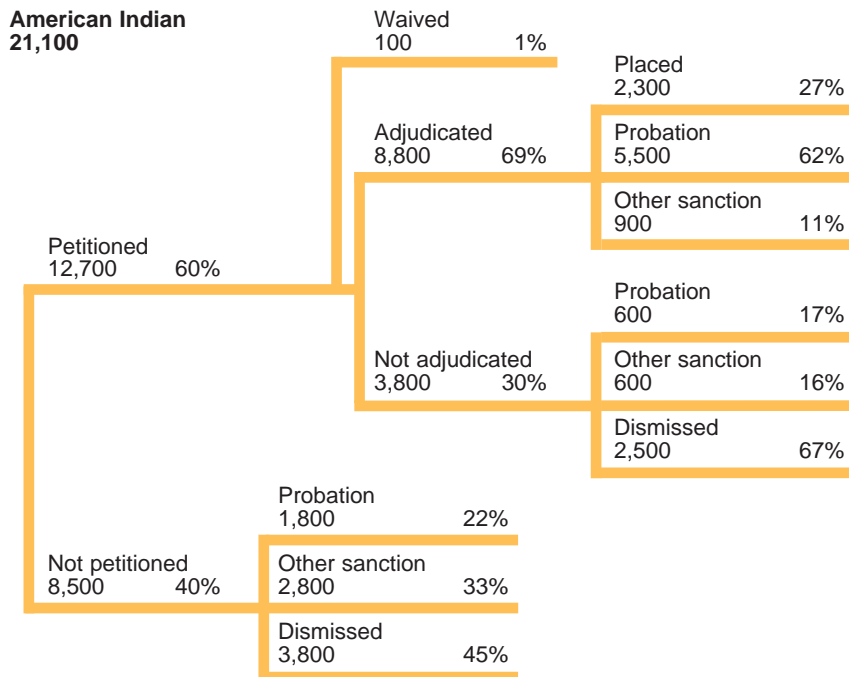 American Indian
21,100
Waived
100 1%
Placed
2,300 27%
Adjudicated
8,800 69%
Probation
5,500 62%
Other sanction
900 11%
Petitioned
12,700 60%
Probation
600 17%
Not adjudicated
3,800 30%
Other sanction
600 16%
Dismissed
2,500 67%
Probation
1,800 22%
Not petitioned
8,500 40%
Other sanction
2,800 33%
Dismissed
3,800 45%